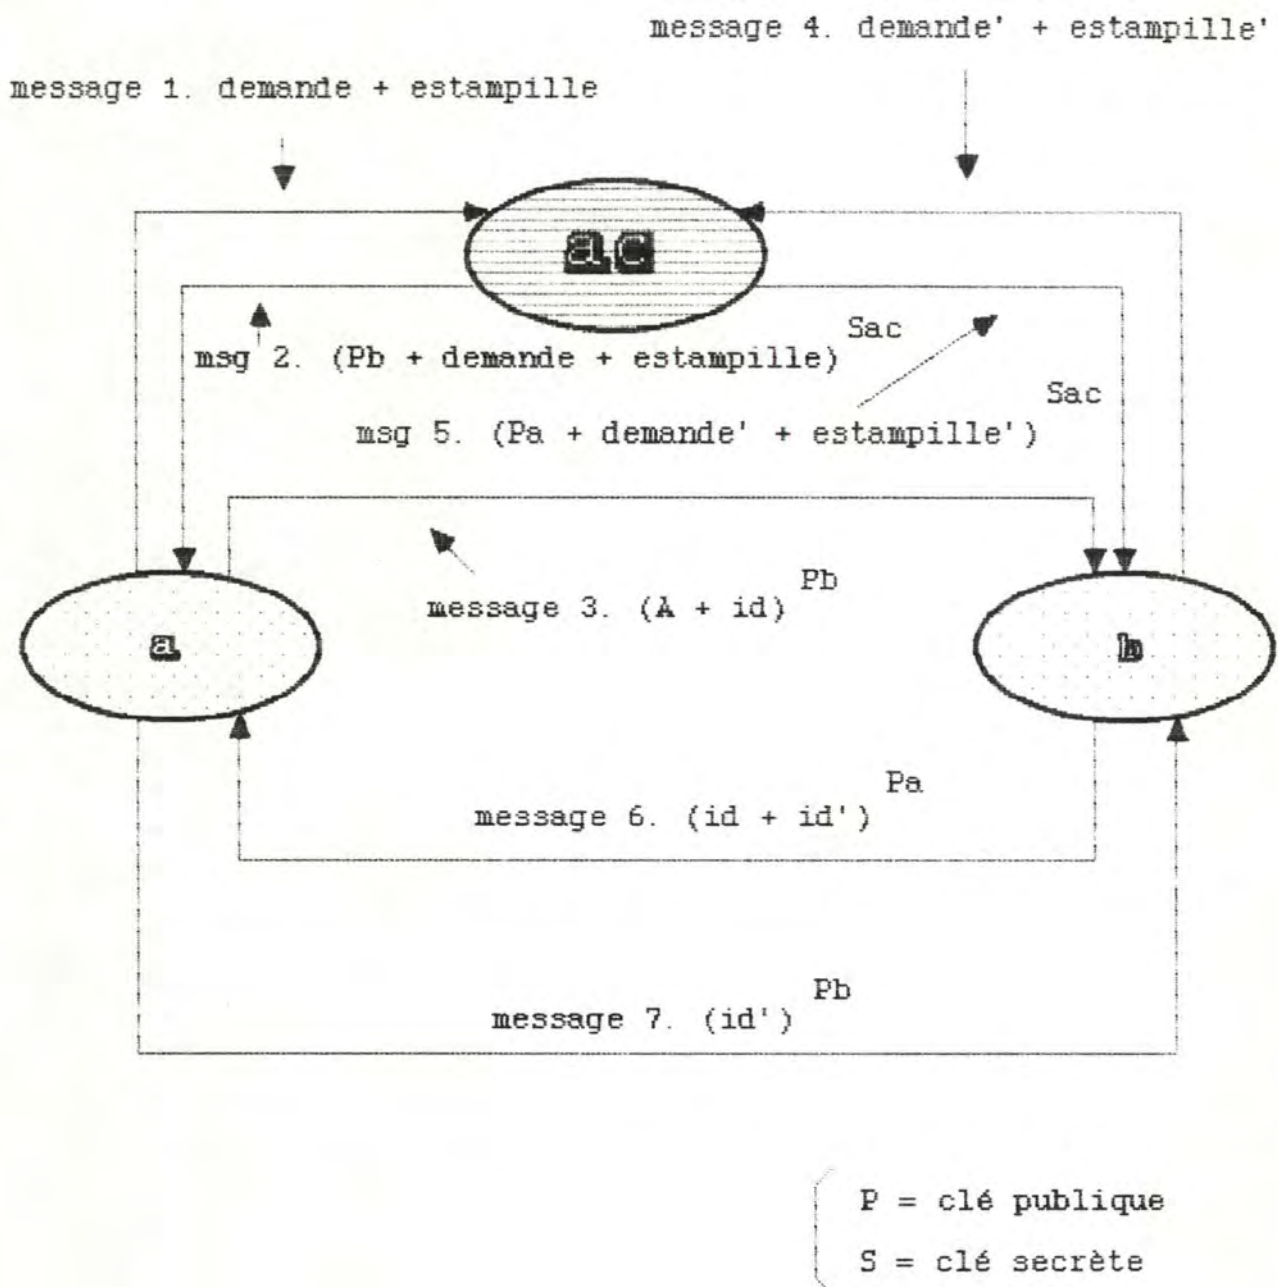 message 4. demande' + estampille'
message 1. demande + estampille
ac
msg 2. (Pb + demande + estampille) Sac
msg 5. (Pa + demande' + estampille') Sac
message 3. (A + id) Pb
a
b
message 6. (id + id') Pa
message 7. (id') Pb
P = clé publique
S = clé secrète